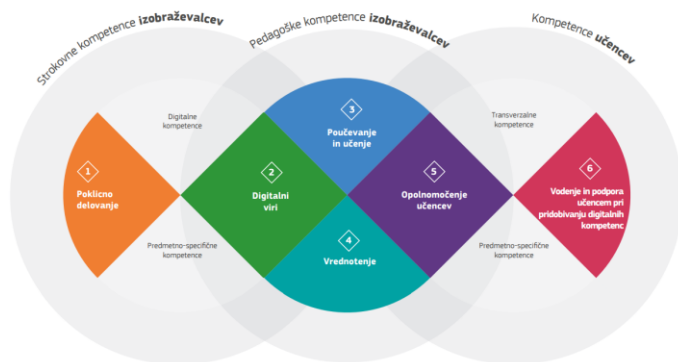 Strokovne kompetence izobraževalcev
Pedagoške kompetence izobraževalcev
Kompetence učencev
Digitalne
kompetence
Transverzalne
kompetence
1
Poklicno
delovanje
2
Digitalni
viri
3
Poučevanje
in učenje
4
Vrednotenje
5
Opolnomočenje
učencev
6
Vodenje in podpora
učencem pri
pridobivanju digitalnih
kompetenc
Predmetno-specifične
kompetence
Predmetno-specifične
kompetence